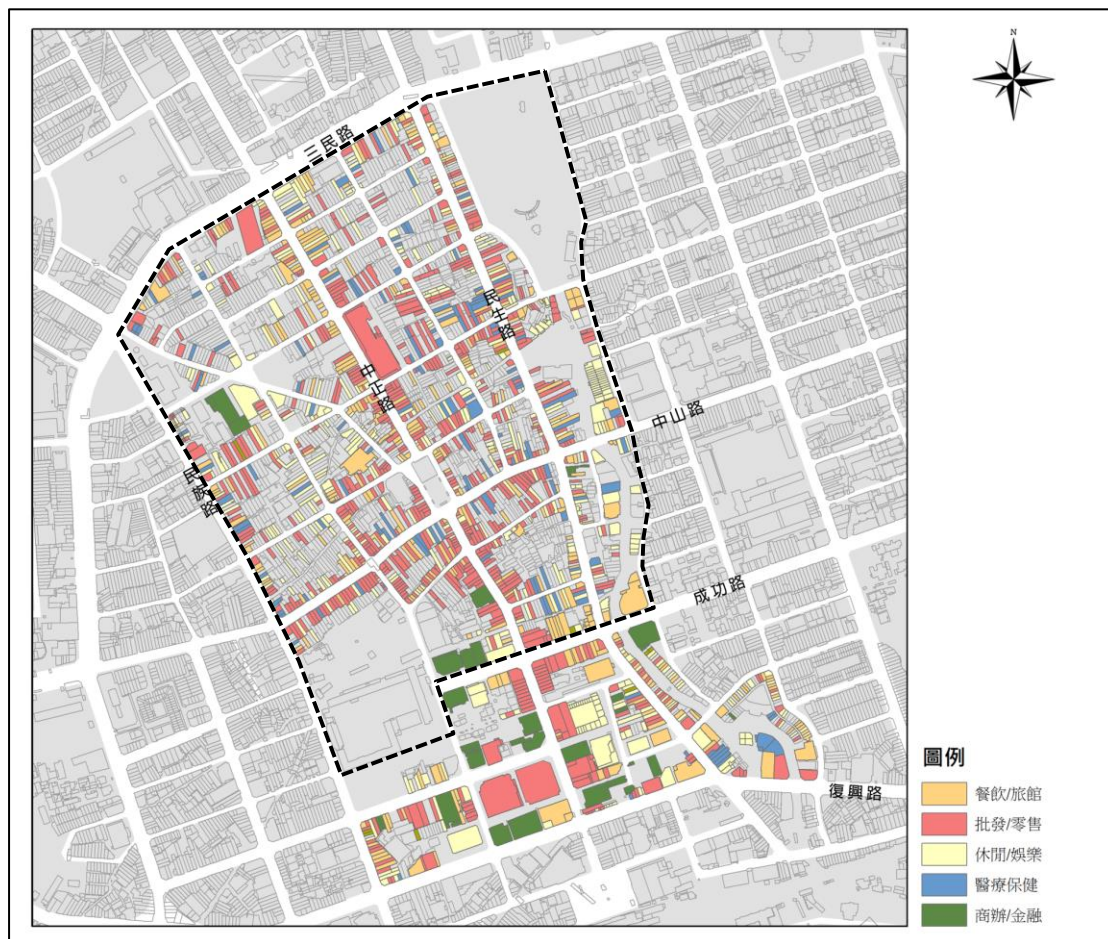 N
三民路
民生路
中正路
中山路
民族路
成功路
復興路
圖例
餐飲/旅館
批發/零售
休閒/娛樂
醫療保健
商辦/金融